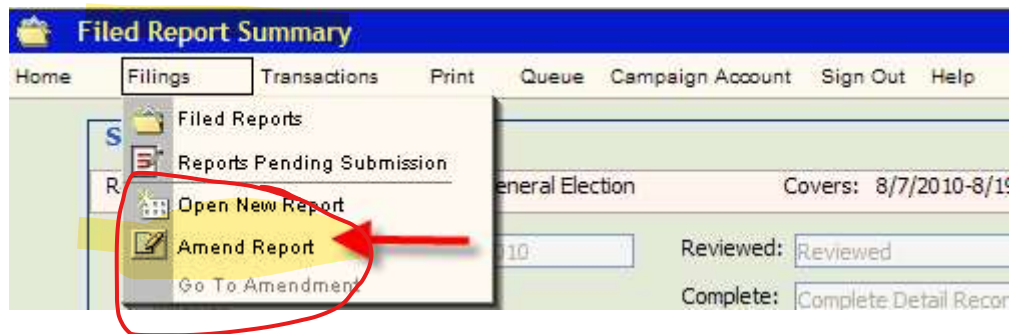 Filed Report Summary
Home Filings Transactions Print Queue Campaign Account Sign Out Help
Filed Reports
S
Reports Pending Submission
R eneral Election Covers: 8/7/2010-8/19
Open New Report
Amend Report 010 Reviewed: Reviewed
Go To Amendment Complete: Complete Detail Recor